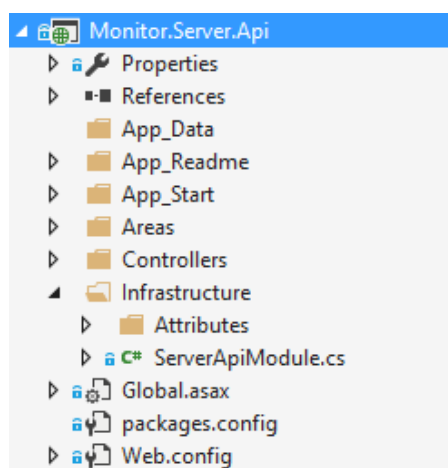 Monitor.Server.Api
Properties
References
App_Data
App_Readme
App_Start
Areas
Controllers
Infrastructure
Attributes
C# ServerApiModule.cs
Global.asax
packages.config
Web.config